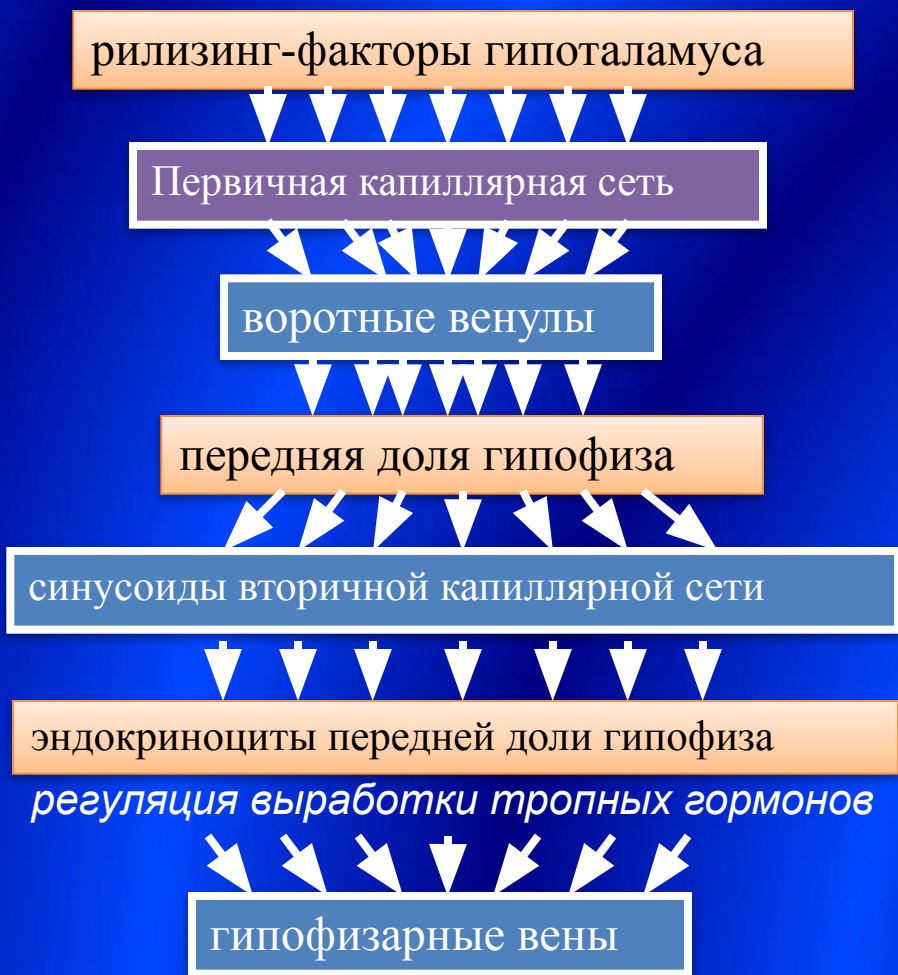 рилизинг-факторы гипоталамуса
Первичная капиллярная сеть
воротные венулы
передняя доля гипофиза
синусоиды вторичной капиллярной сети
эндокриноциты передней доли гипофиза
регуляция выработки тропных гормонов
гипофизарные вены